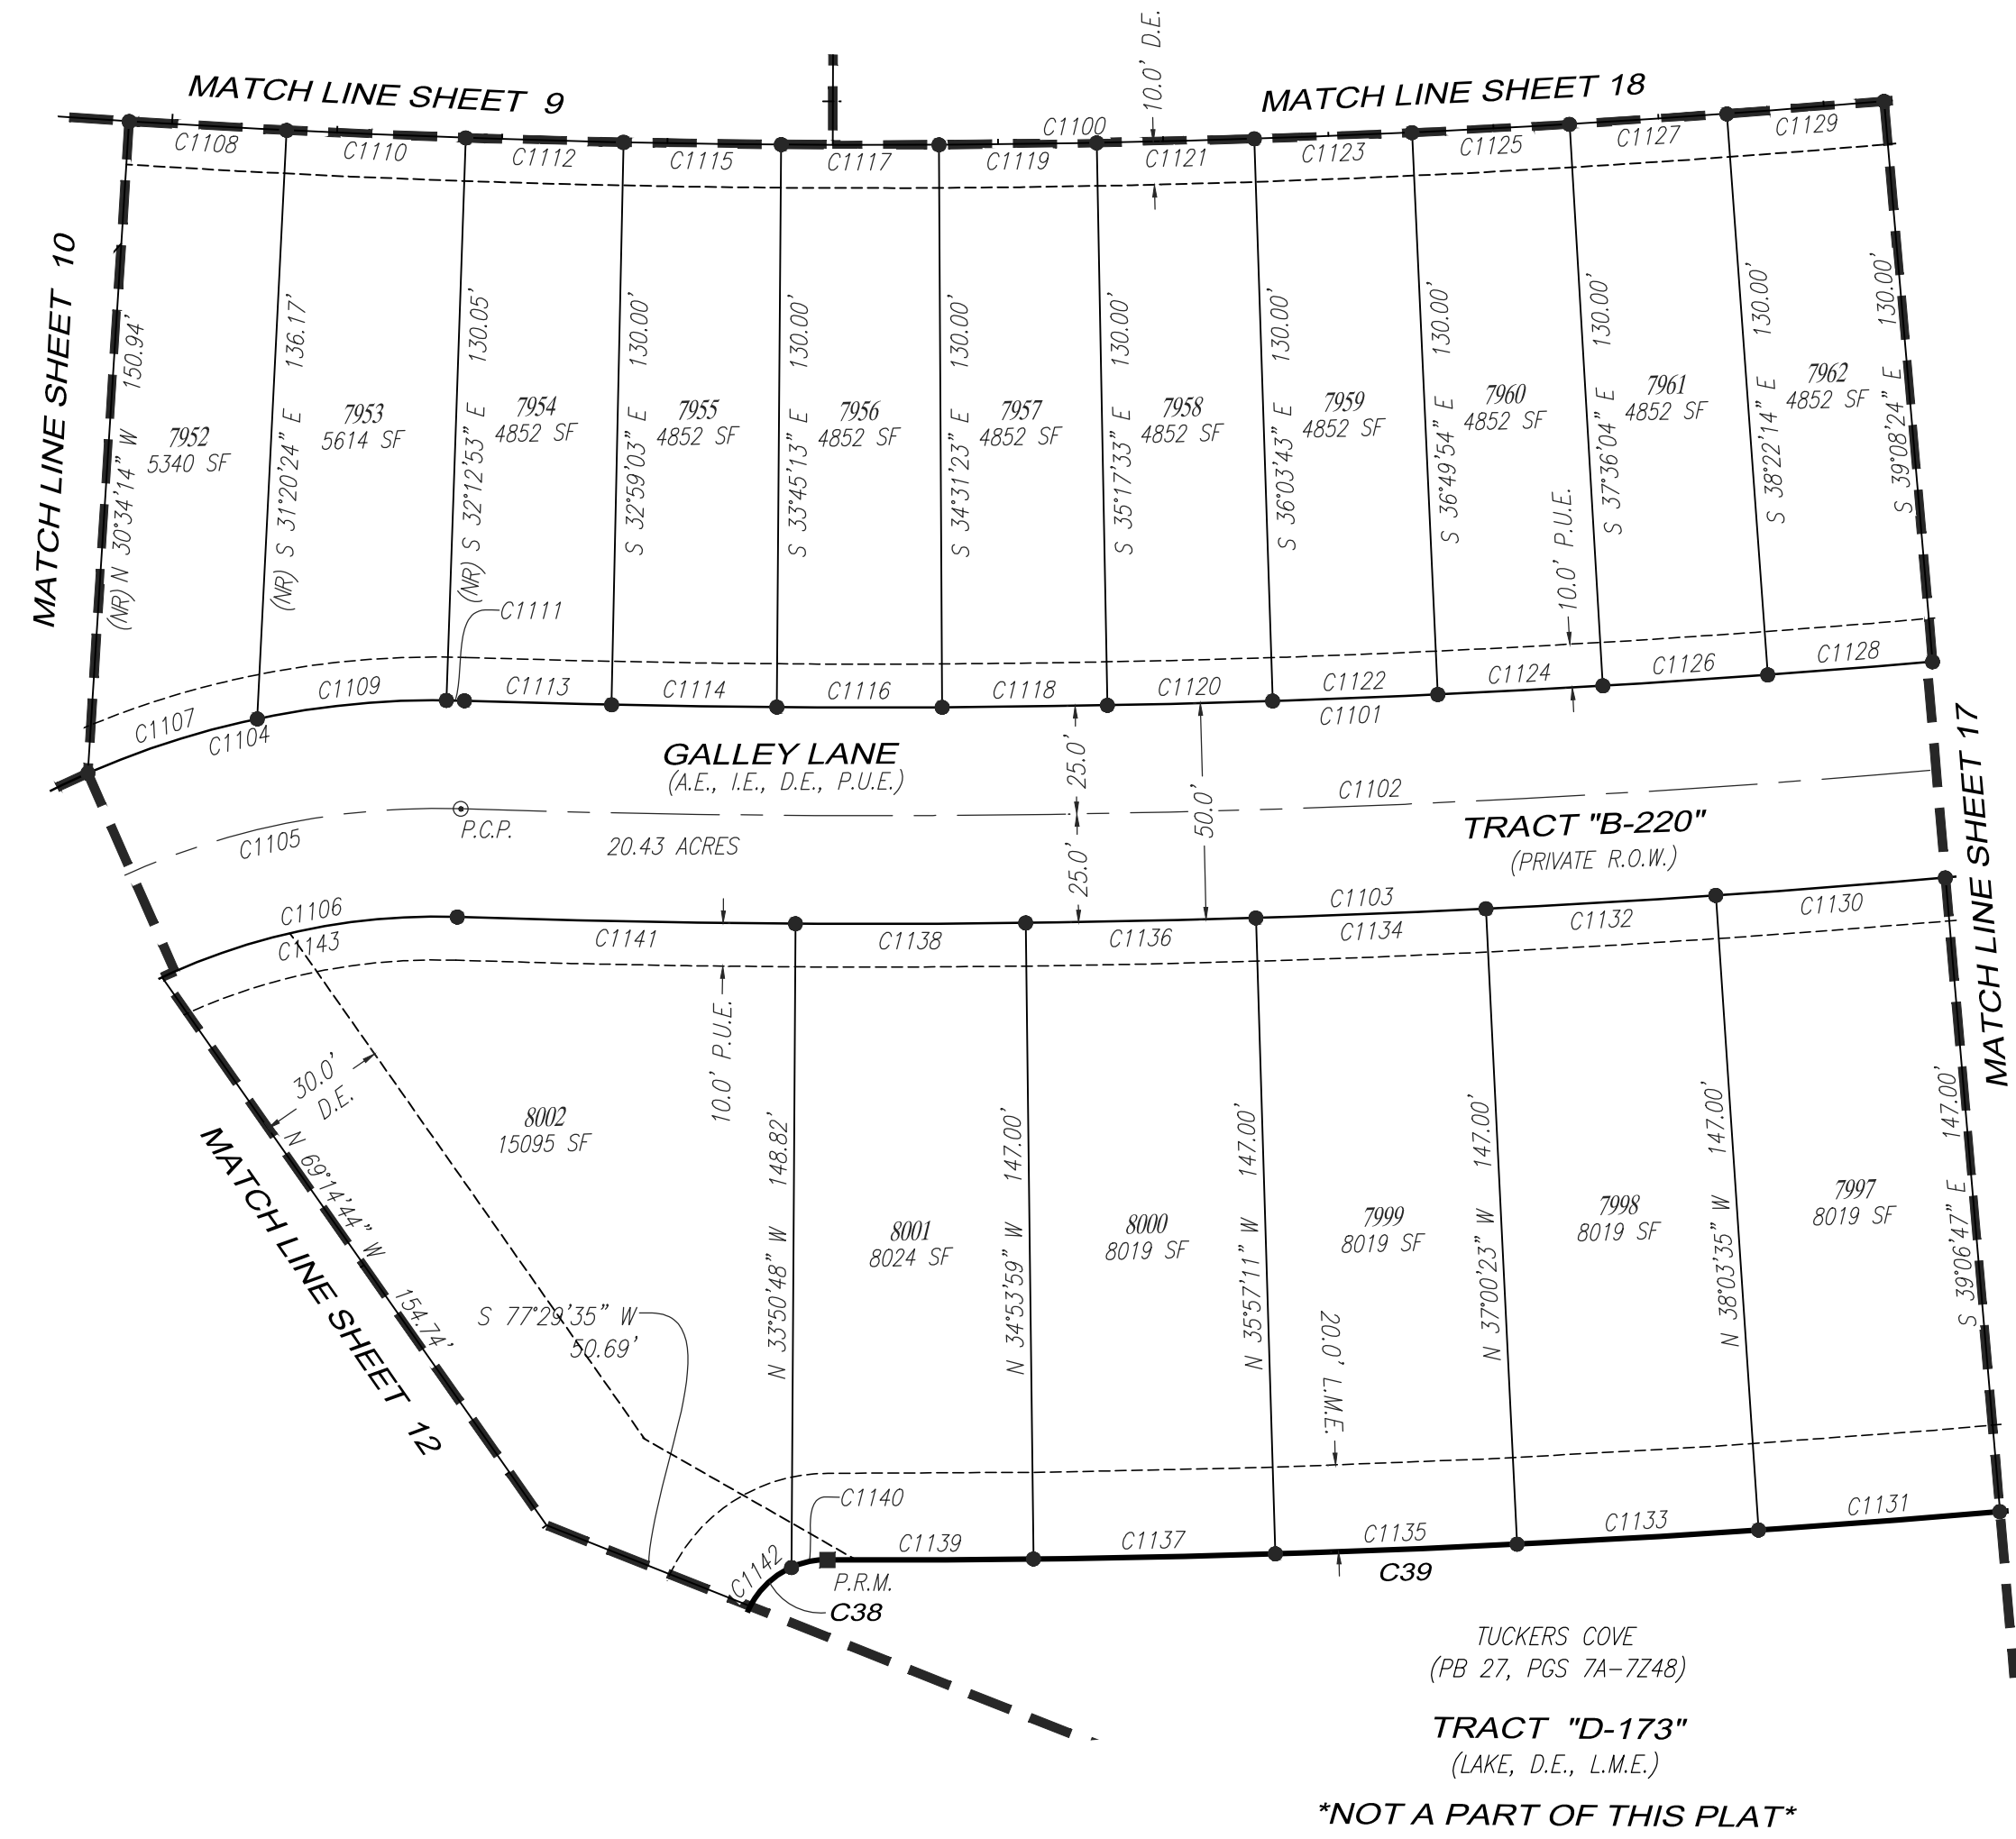 10.0' D.E.
MATCH LINE SHEET 9
MATCH LINE SHEET 18
C1108
C1110
C1112
C1115
C1117
C1119
C1100
C1121
C1123
C1125
C1127
C1129
MATCH LINE SHEET 10
(NR) N 30°34'14" W 150.94'
7952
5340 SF
(NR) S 31°20'24" E 136.17'
7953
5614 SF
(NR) S 32°12'53" E 130.05'
7954
4852 SF
S 32°59'03" E 130.00'
7955
4852 SF
S 33°45'13" E 130.00'
7956
4852 SF
S 34°31'23" E 130.00'
7957
4852 SF
S 35°17'33" E 130.00'
7958
4852 SF
S 36°03'43" E 130.00'
7959
4852 SF
S 36°49'54" E 130.00'
7960
4852 SF
S 37°36'04" E 130.00'
7961
4852 SF
S 38°22'14" E 130.00'
7962
4852 SF
S 39°08'24" E 130.00'
10.0' P.U.E.
C1111
C1107
C1104
C1109
C1113
C1114
C1116
C1118
C1120
C1122
C1101
C1124
C1126
C1128
GALLEY LANE
(A.E., I.E., D.E., P.U.E.)
25.0'
25.0'
50.0'
C1102
C1105
P.C.P.
20.43 ACRES
TRACT "B-220"
(PRIVATE R.O.W.)
MATCH LINE SHEET 17
C1106
C1143
C1141
C1138
C1136
C1103
C1134
C1132
C1130
30.0'
D.E.
10.0' P.U.E.
MATCH LINE SHEET 12
N 69°14'44" W 154.74'
8002
15095 SF
S 77°29'35" W
50.69'
N 33°50'48" W 148.82'
8001
8024 SF
N 34°53'59" W 147.00'
8000
8019 SF
N 35°57'11" W 147.00'
7999
8019 SF
N 37°00'23" W 147.00'
7998
8019 SF
N 38°03'35" W 147.00'
7997
8019 SF
S 39°06'47" E 147.00'
20.0' L.M.E.
C1140
C1142
C1139
C1137
C1135
C1133
C1131
P.R.M.
C38
C39
TUCKERS COVE
(PB 27, PGS 7A-7Z48)
TRACT "D-173"
(LAKE, D.E., L.M.E.)
*NOT A PART OF THIS PLAT*